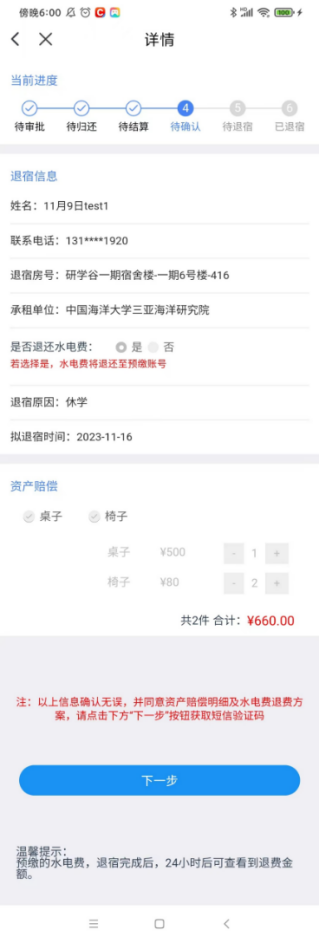 傍晚6:00
100
详情
当前进度
4 5 6
待审批 待归还 待结算 待确认 待退宿 已退宿
退宿信息
姓名：11月9日test1
联系电话：131****1920
退宿房号：研学谷一期宿舍楼-一期6号楼-416
承租单位：中国海洋大学三亚海洋研究院
是否退还水电费： 是 否
若选择是，水电费将退还至预缴账号
退宿原因：休学
拟退宿时间：2023-11-16
资产赔偿
桌子 椅子
桌子 ¥500 - 1 +
椅子 ¥80 - 2 +
共2件 合计：¥660.00
注：以上信息确认无误，并同意资产赔偿明细及水电费退费方
案，请点击下方“下一步”按钮获取短信验证码
下一步
温馨提示：
预缴的水电费，退宿完成后，24小时后可查看到退费金
额。